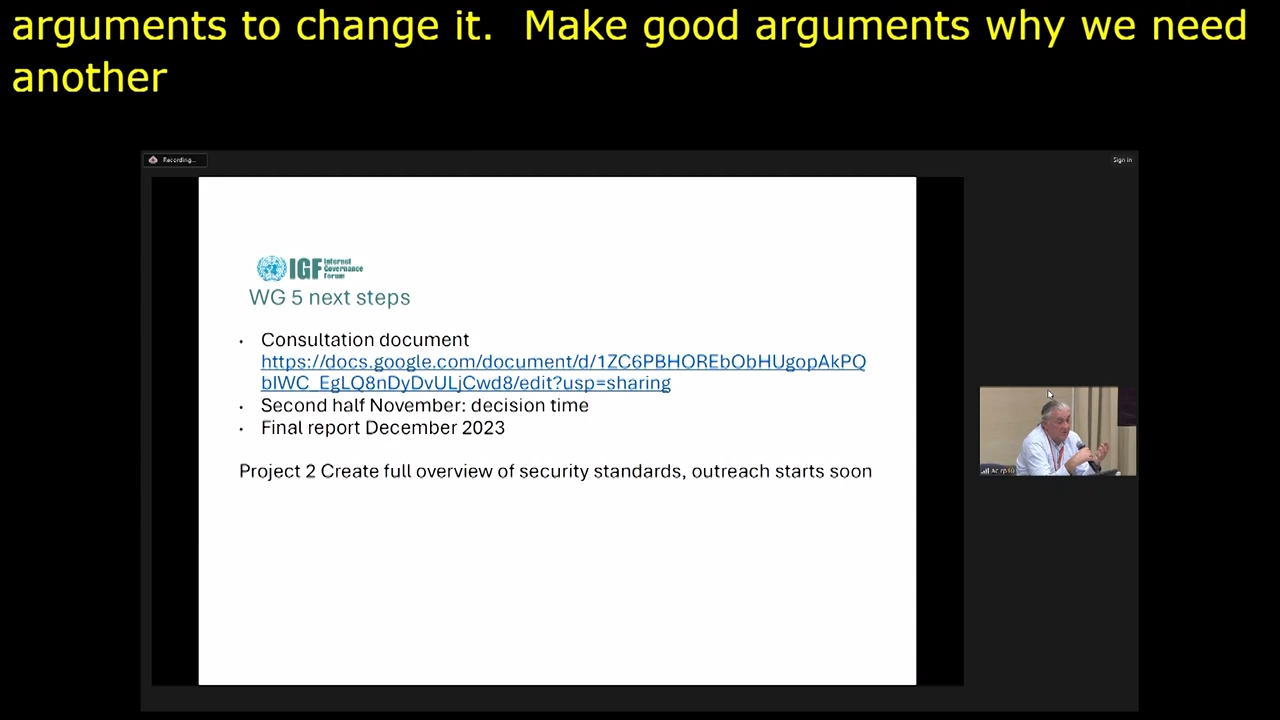 arguments to change it.  Make good arguments why we need
another
Recording...
Sign in
IGF Internet
Governance
Forum
WG 5 next steps
• Consultation document
https://docs.google.com/document/d/1ZC6PBHOREbObHUgopAkPQ
bIWC_EgLQ8nDyDvULjCwd8/edit?usp=sharing
• Second half November: decision time
• Final report December 2023
Project 2 Create full overview of security standards, outreach starts soon